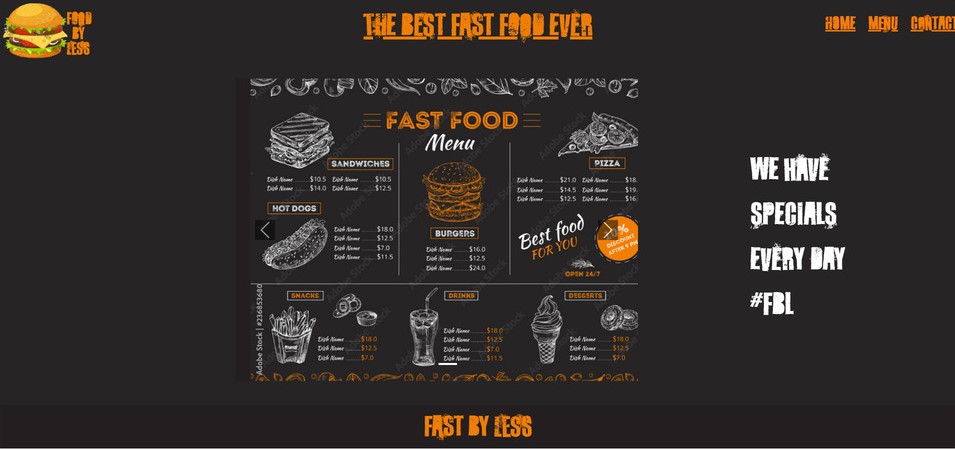 FOOD
BY
LESS
THE BEST FAST FOOD EVER
HOME MENU CONTACT
FAST FOOD
Menu
SANDWICHES
Dish Name $10.5 Dish Name $10.5
Dish Name $14.0 Dish Name $12.5
HOT DOGS
Dish Name $18.0
Dish Name $12.5
Dish Name $7.0
Dish Name $11.5
BURGERS
Dish Name $16.0
Dish Name $12.5
Dish Name $24.0
PIZZA
Dish Name $21.0 Dish Name $18.
Dish Name $14.5 Dish Name $19.
Dish Name $12.5 Dish Name $16.
Best food
FOR YOU
%
DISCOUNT
AFTER 9 PM
OPEN 24/7
SNACKS
Dish Name $18.0
Dish Name $12.5
Dish Name $7.0
DRINKS
Dish Name $18.0
Dish Name $12.5
Dish Name $7.0
Dish Name $11.5
DESSERTS
Dish Name $18.0
Dish Name $12.5
Dish Name $7.0
Adobe Stock | #236853680
WE HAVE
SPECIALS
EVERY DAY
#FBL
FAST BY LESS